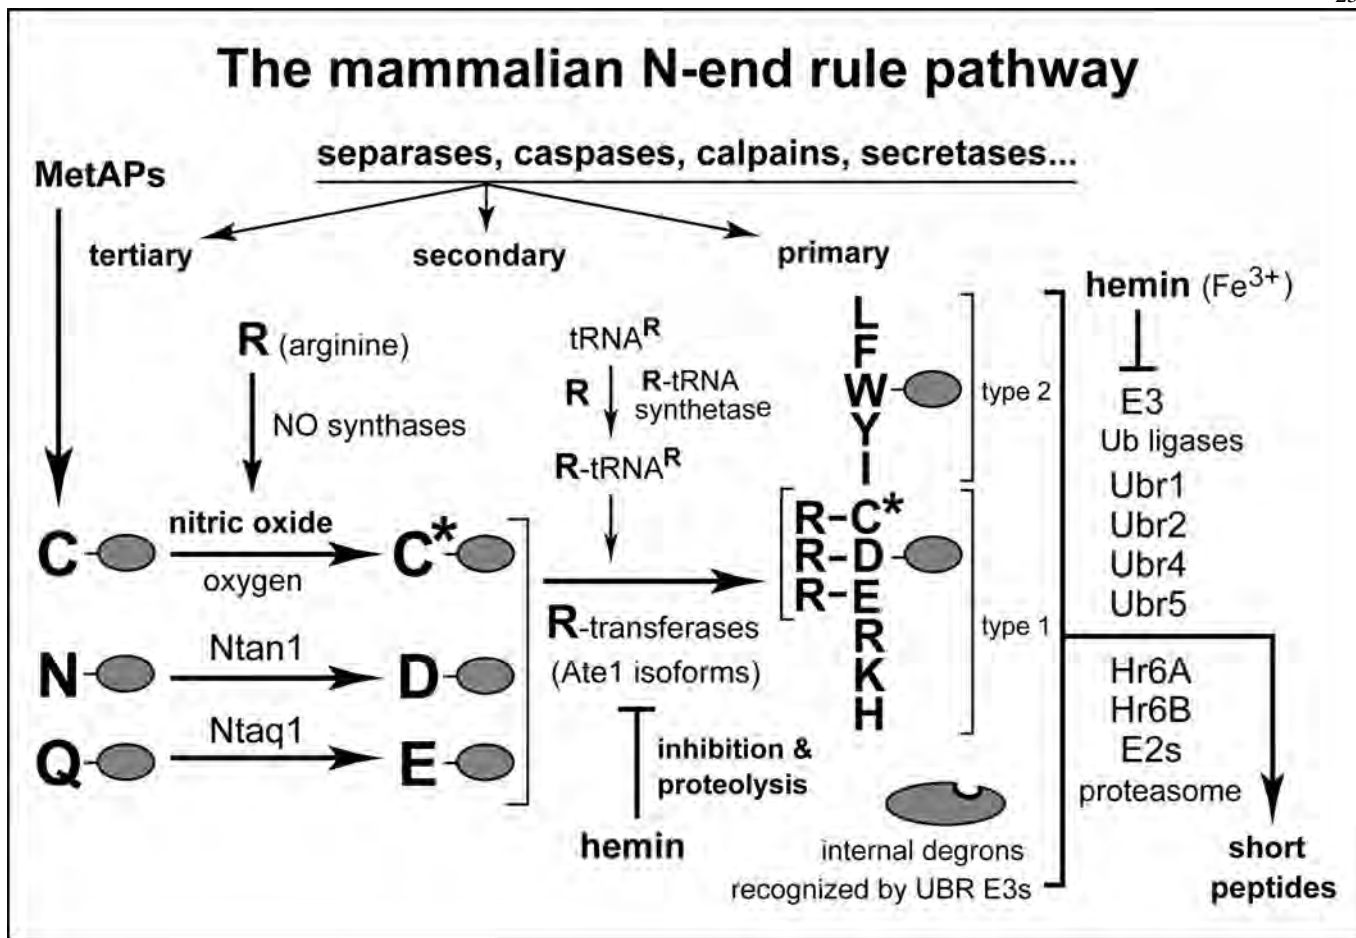 The mammalian N-end rule pathway
MetAPs
separases, caspases, calpains, secretases...
tertiary
secondary
primary
R (arginine)
NO synthases
nitric oxide
oxygen
C
C*
N
Ntan1
D
Q
Ntaq1
E
tRNAᴿ
R
R-tRNA
synthetase
R-tRNAᴿ
R-transferases
(Ate1 isoforms)
inhibition &
proteolysis
hemin
L
F
W
Y
I
type 2
R-C*
R-D
R-E
R
K
H
type 1
internal degrons
recognized by UBR E3s
hemin (Fe³⁺)
E3
Ub ligases
Ubr1
Ubr2
Ubr4
Ubr5
Hr6A
Hr6B
E2s
proteasome
short
peptides